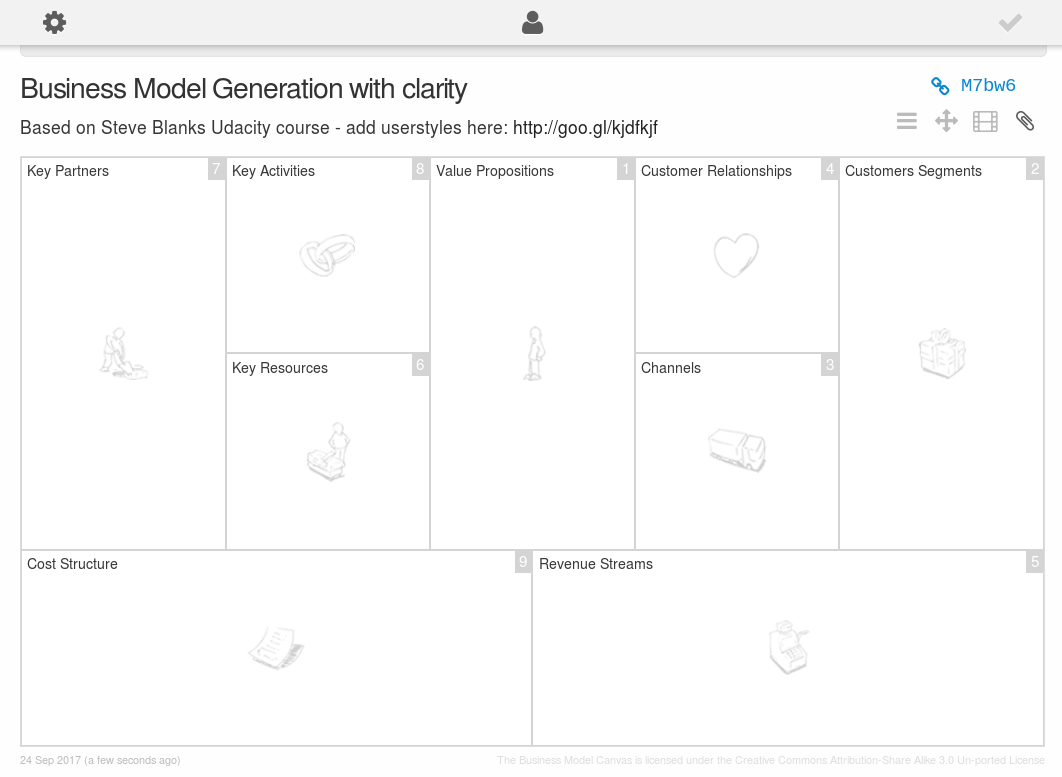 Business Model Generation with clarity
M7bw6
Based on Steve Blanks Udacity course - add userstyles here: http://goo.gl/kjdfkjf
Key Partners 7
Key Activities 8
Value Propositions 1
Customer Relationships 4
Customers Segments 2
Key Resources 6
Channels 3
Cost Structure 9
Revenue Streams 5
24 Sep 2017 (a few seconds ago)
The Business Model Canvas is licensed under the Creative Commons Attribution-Share Alike 3.0 Un-ported License